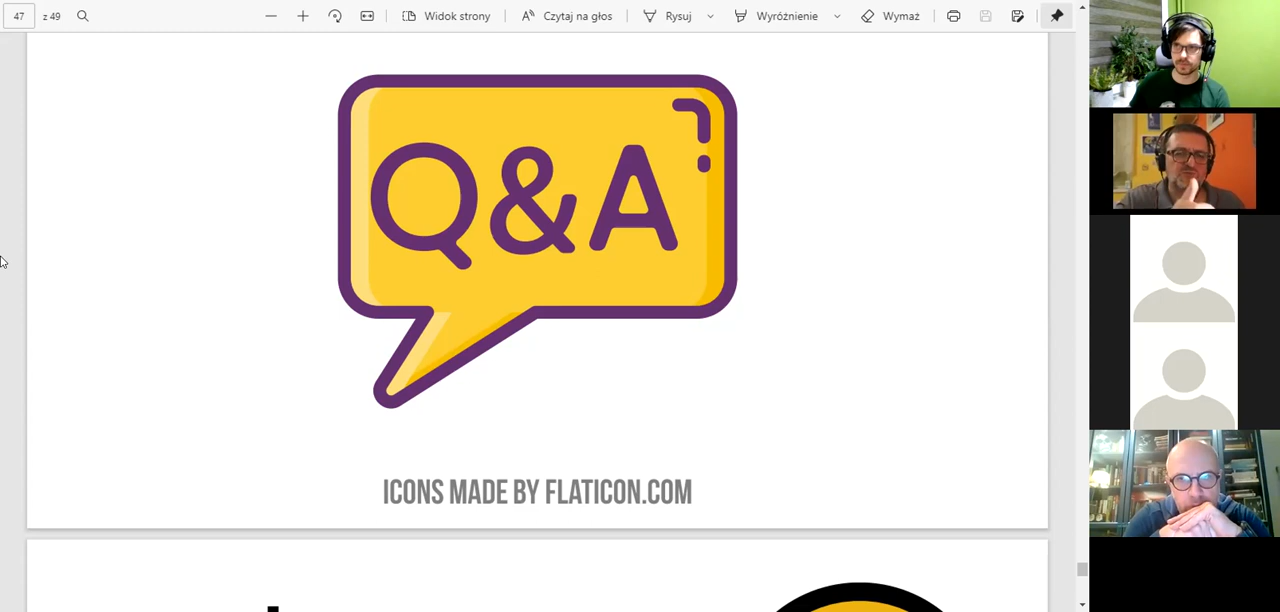 47 z 49 Widok strony Czytaj na głos Rysuj Wyróżnienie Wymaż
Q&A
ICONS MADE BY FLATICON.COM